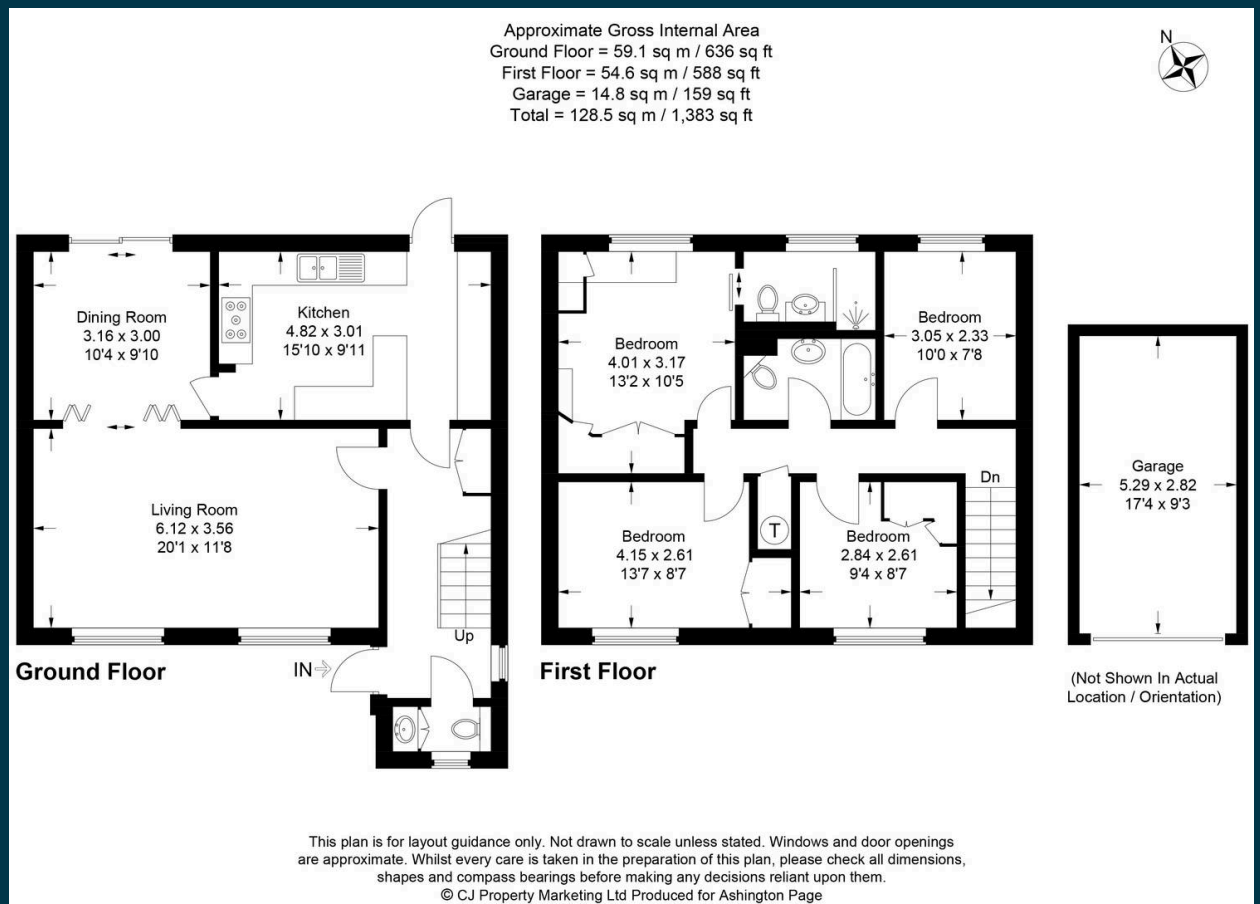 Approximate Gross Internal Area
Ground Floor = 59.1 sq m / 636 sq ft
First Floor = 54.6 sq m / 588 sq ft
Garage = 14.8 sq m / 159 sq ft
Total = 128.5 sq m / 1,383 sq ft
N
Dining Room
3.16 x 3.00
10'4 x 9'10
Kitchen
4.82 x 3.01
15'10 x 9'11
Living Room
6.12 x 3.56
20'1 x 11'8
Up
IN
Ground Floor
Bedroom
4.01 x 3.17
13'2 x 10'5
Bedroom
3.05 x 2.33
10'0 x 7'8
Dn
Bedroom
4.15 x 2.61
13'7 x 8'7
T
Bedroom
2.84 x 2.61
9'4 x 8'7
First Floor
Garage
5.29 x 2.82
17'4 x 9'3
(Not Shown In Actual
Location / Orientation)
This plan is for layout guidance only. Not drawn to scale unless stated. Windows and door openings
are approximate. Whilst every care is taken in the preparation of this plan, please check all dimensions,
shapes and compass bearings before making any decisions reliant upon them.
© CJ Property Marketing Ltd Produced for Ashington Page